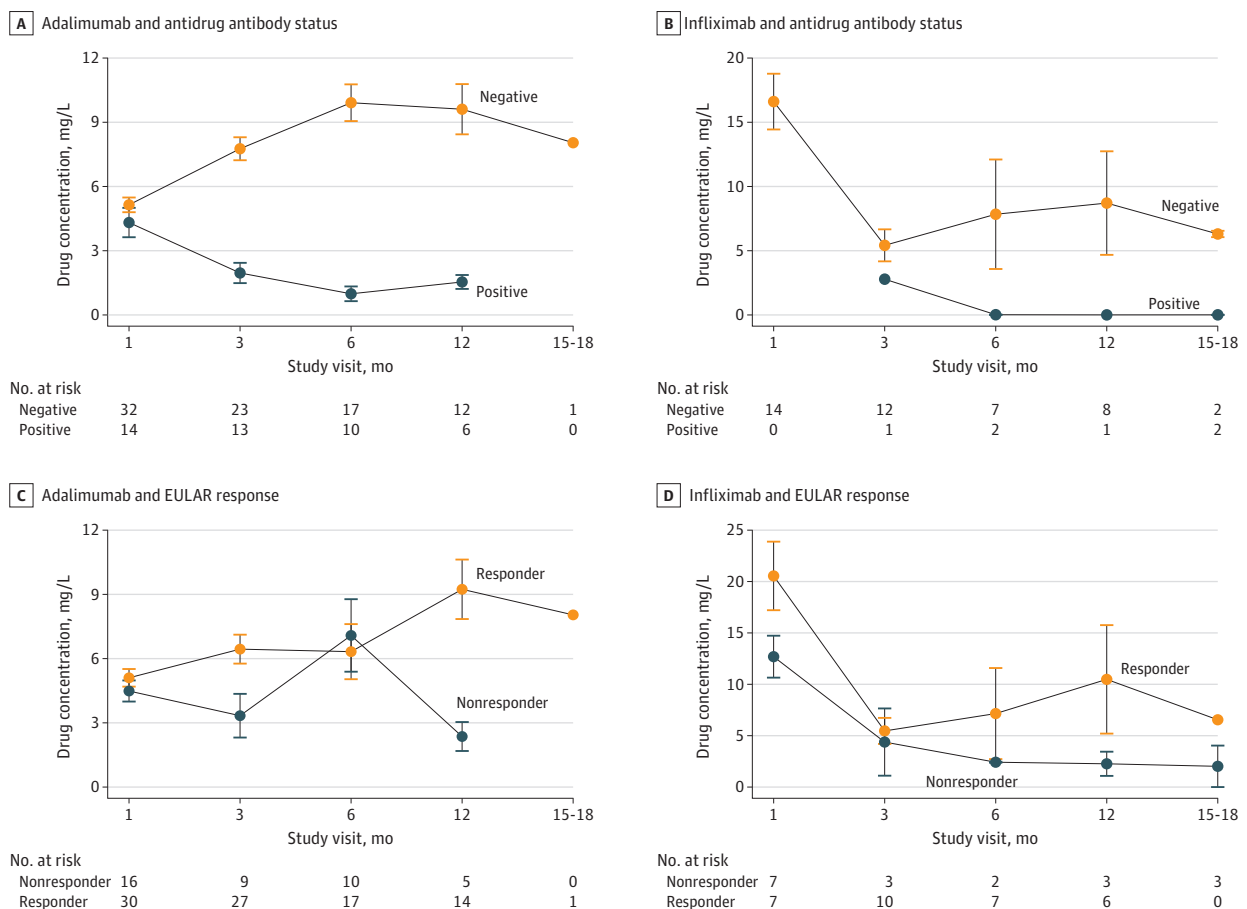 A Adalimumab and antidrug antibody status
12
9
6
3
0
Drug concentration, mg/L
Negative
Positive
1 3 6 12 15-18
Study visit, mo
No. at risk
Negative 32 23 17 12 1
Positive 14 13 10 6 0
B Infliximab and antidrug antibody status
20
15
10
5
0
Drug concentration, mg/L
Negative
Positive
1 3 6 12 15-18
Study visit, mo
No. at risk
Negative 14 12 7 8 2
Positive 0 1 2 1 2
C Adalimumab and EULAR response
12
9
6
3
0
Drug concentration, mg/L
Responder
Nonresponder
1 3 6 12 15-18
Study visit, mo
No. at risk
Nonresponder 16 9 10 5 0
Responder 30 27 17 14 1
D Infliximab and EULAR response
25
20
15
10
5
0
Drug concentration, mg/L
Responder
Nonresponder
1 3 6 12 15-18
Study visit, mo
No. at risk
Nonresponder 7 3 2 3 3
Responder 7 10 7 6 0